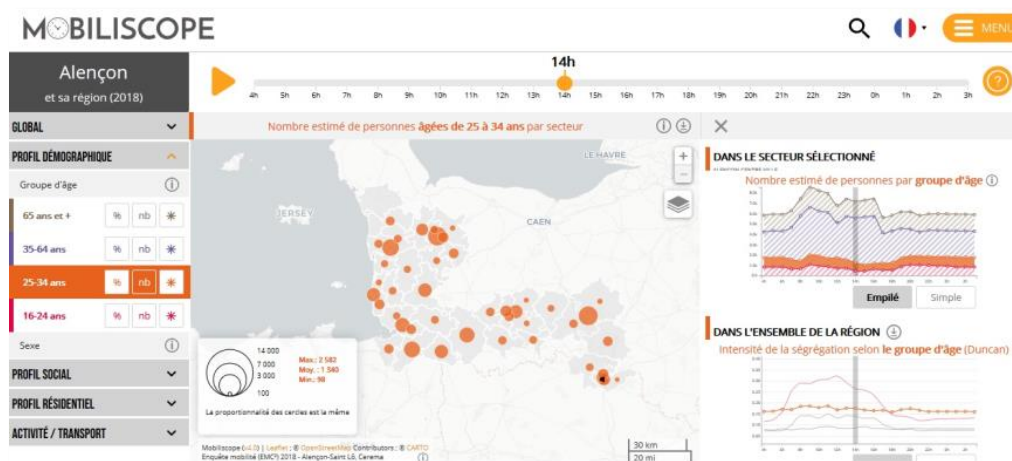 MOBILISCOPE
MENU
Alençon
et sa région (2018)
14h
4h 5h 6h 7h 8h 9h 10h 11h 12h 13h 14h 15h 16h 17h 18h 19h 20h 21h 22h 23h 0h 1h 2h 3h
GLOBAL
PROFIL DÉMOGRAPHIQUE
Groupe d'âge
65 ans et + % nb
35-64 ans % nb
25-34 ans % nb
16-24 ans % nb
Sexe
PROFIL SOCIAL
PROFIL RÉSIDENTIEL
ACTIVITÉ / TRANSPORT
Nombre estimé de personnes âgées de 25 à 34 ans par secteur
LE HAVRE
JERSEY
CAEN
14 000
7 000
3 000
100
Max.: 2 582
Moy. : 1 580
Min.: 98
La proportionnalité des cercles est la même
Mobiliscope (v4.0) | Leaflet | © OpenStreetMap Contributors : © CARTO
Enquête mobilité (EMC²) 2018 - Alençon-Saint Lô, Cerema
30 km
20 mi
DANS LE SECTEUR SÉLECTIONNÉ
Nombre estimé de personnes par groupe d'âge
Empilé Simple
DANS L'ENSEMBLE DE LA RÉGION
Intensité de la ségrégation selon le groupe d'âge (Duncan)